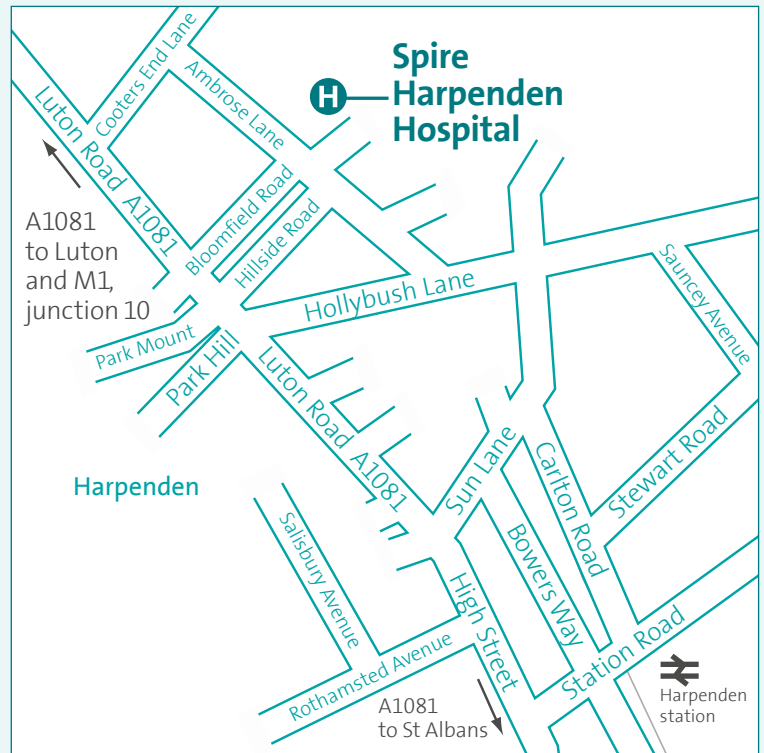 Cooters End Lane
Ambrose Lane
H
Spire
Harpenden
Hospital
Luton Road A1081
A1081
to Luton
and M1,
junction 10
Bloomfield Road
Hillside Road
Hollybush Lane
Sauncey Avenue
Park Mount
Park Hill
Luton Road A1081
Harpenden
Sun Lane
Carlton Road
Stewart Road
Salisbury Avenue
Bowers Way
High Street
Rothamsted Avenue
Station Road
A1081
to St Albans
Harpenden
station